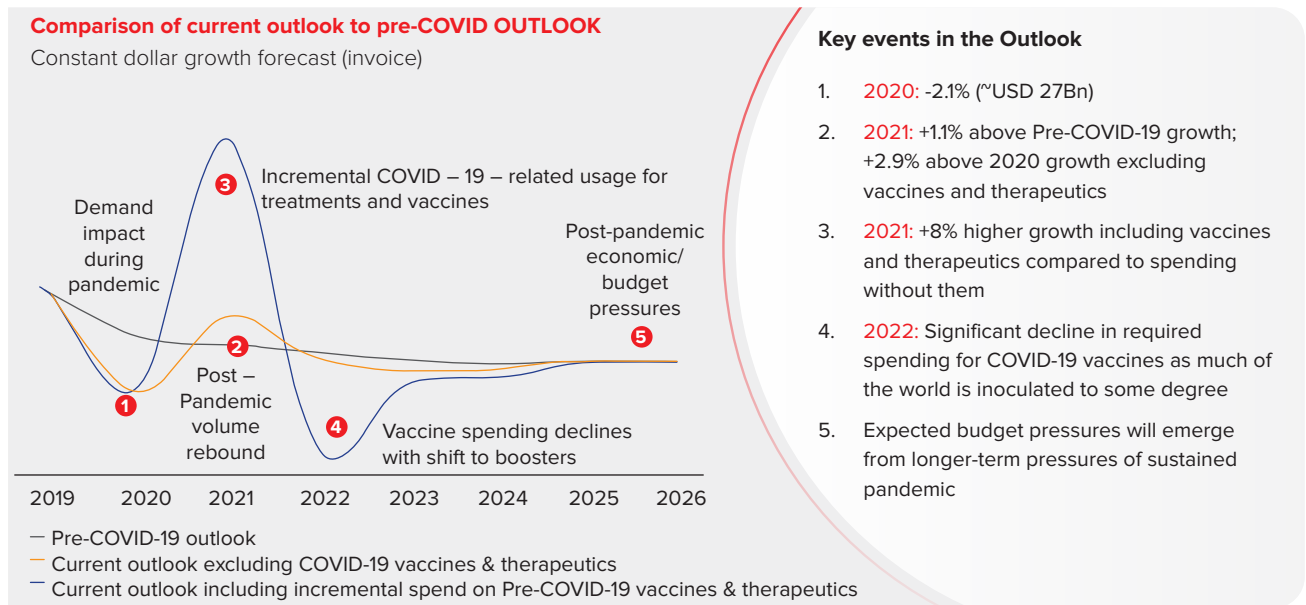 Comparison of current outlook to pre-COVID OUTLOOK
Constant dollar growth forecast (invoice)
Demand
impact
during
pandemic
3
Incremental COVID – 19 – related usage for
treatments and vaccines
Post-pandemic
economic/
budget
pressures
5
2
1
Post –
Pandemic
volume
rebound
4
Vaccine spending declines
with shift to boosters
2019 2020 2021 2022 2023 2024 2025 2026
Pre-COVID-19 outlook
Current outlook excluding COVID-19 vaccines & therapeutics
Current outlook including incremental spend on Pre-COVID-19 vaccines & therapeutics
Key events in the Outlook
1. 2020: -2.1% (~USD 27Bn)
2. 2021: +1.1% above Pre-COVID-19 growth;
+2.9% above 2020 growth excluding
vaccines and therapeutics
3. 2021: +8% higher growth including vaccines
and therapeutics compared to spending
without them
4. 2022: Significant decline in required
spending for COVID-19 vaccines as much of
the world is inoculated to some degree
5. Expected budget pressures will emerge
from longer-term pressures of sustained
pandemic